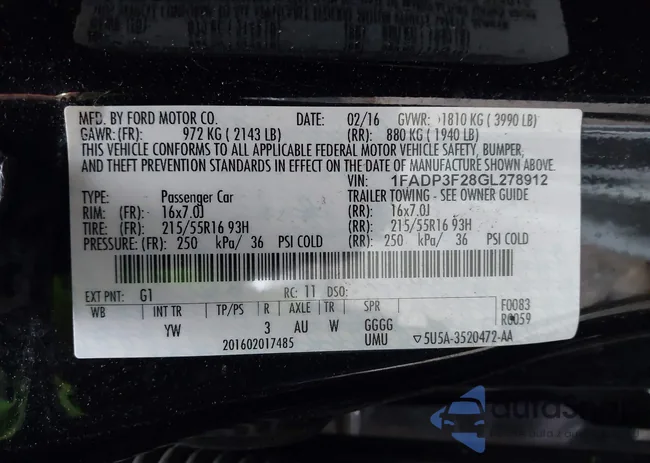 MFD. BY FORD MOTOR CO. DATE: 02/16 GVWR: 1810 KG ( 3990 LB)
GAWR: (FR): 972 KG ( 2143 LB) (RR): 880 KG ( 1940 LB)
THIS VEHICLE CONFORMS TO ALL APPLICABLE FEDERAL MOTOR VEHICLE SAFETY, BUMPER,
AND THEFT PREVENTION STANDARDS IN EFFECT ON THE DATE OF MANUFACTURE SHOWN ABOVE.
VIN: 1FADP3F28GL278912
TYPE: Passenger Car TRAILER TOWING - SEE OWNER GUIDE
RIM: (FR): 16x7.0J (RR): 16x7.0J
TIRE: (FR): 215/55R16 93H (RR): 215/55R16 93H
PRESSURE: (FR): 250 kPa/ 36 PSI COLD (RR): 250 kPa/ 36 PSI COLD
EXT PNT: G1 RC: 11 DSO:
WB INT TR TP/PS R AXLE TR SPR F0083
YW 3 AU W GGGG R0059
201602017485 UMU ▽5U5A-3520472-AA